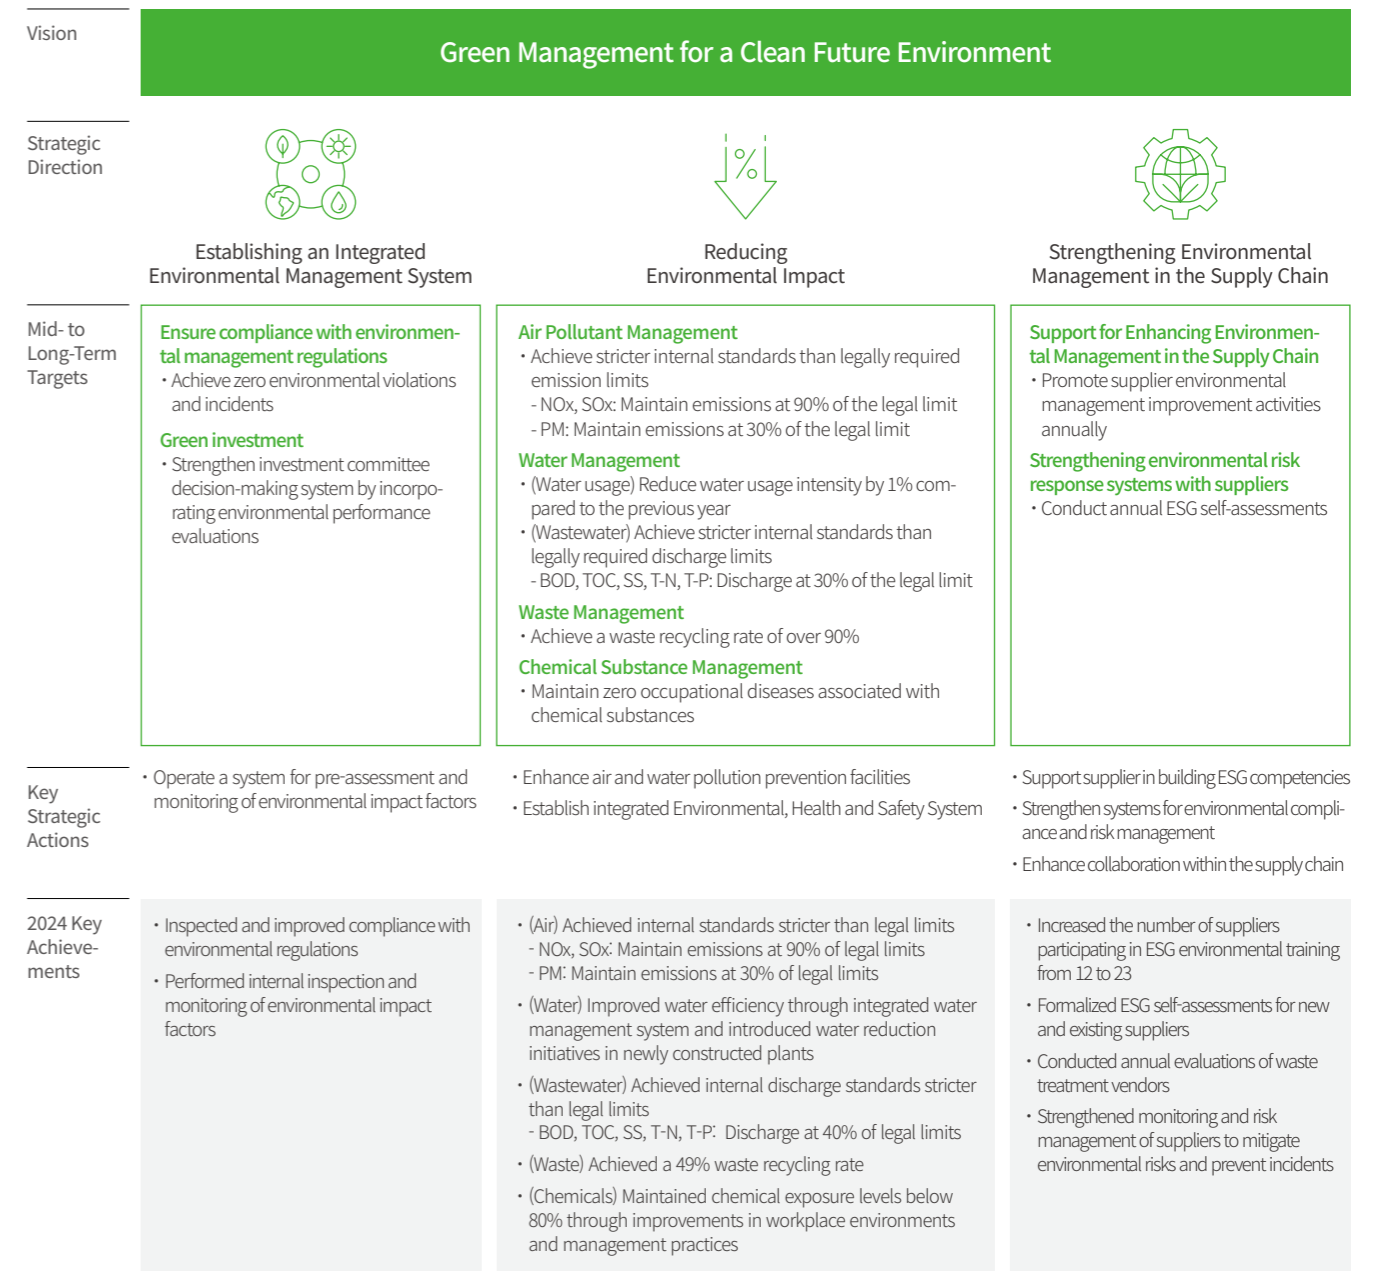 Vision
Green Management for a Clean Future Environment
Strategic
Direction
Establishing an Integrated
Environmental Management System
Reducing
Environmental Impact
Strengthening Environmental
Management in the Supply Chain
Mid- to
Long-Term
Targets
Ensure compliance with environmen-
tal management regulations
· Achieve zero environmental violations
and incidents
Green investment
· Strengthen investment committee
decision-making system by incorpo-
rating environmental performance
evaluations
Air Pollutant Management
· Achieve stricter internal standards than legally required
emission limits
- NOx, SOx: Maintain emissions at 90% of the legal limit
- PM: Maintain emissions at 30% of the legal limit
Water Management
· (Water usage) Reduce water usage intensity by 1% com-
pared to the previous year
· (Wastewater) Achieve stricter internal standards than
legally required discharge limits
- BOD, TOC, SS, T-N, T-P: Discharge at 30% of the legal limit
Waste Management
· Achieve a waste recycling rate of over 90%
Chemical Substance Management
· Maintain zero occupational diseases associated with
chemical substances
Support for Enhancing Environmen-
tal Management in the Supply Chain
· Promote supplier environmental
management improvement activities
annually
Strengthening environmental risk
response systems with suppliers
· Conduct annual ESG self-assessments
Key
Strategic
Actions
· Operate a system for pre-assessment and
monitoring of environmental impact factors
· Enhance air and water pollution prevention facilities
· Establish integrated Environmental, Health and Safety System
· Support supplier in building ESG competencies
· Strengthen systems for environmental compli-
ance and risk management
· Enhance collaboration within the supply chain
2024 Key
Achieve-
ments
· Inspected and improved compliance with
environmental regulations
· Performed internal inspection and
monitoring of environmental impact
factors
· (Air) Achieved internal standards stricter than legal limits
- NOx, SOx: Maintain emissions at 90% of legal limits
- PM: Maintain emissions at 30% of legal limits
· (Water) Improved water efficiency through integrated water
management system and introduced water reduction
initiatives in newly constructed plants
· (Wastewater) Achieved internal discharge standards stricter
than legal limits
- BOD, TOC, SS, T-N, T-P: Discharge at 40% of legal limits
· (Waste) Achieved a 49% waste recycling rate
· (Chemicals) Maintained chemical exposure levels below
80% through improvements in workplace environments
and management practices
· Increased the number of suppliers
participating in ESG environmental training
from 12 to 23
· Formalized ESG self-assessments for new
and existing suppliers
· Conducted annual evaluations of waste
treatment vendors
· Strengthened monitoring and risk
management of suppliers to mitigate
environmental risks and prevent incidents